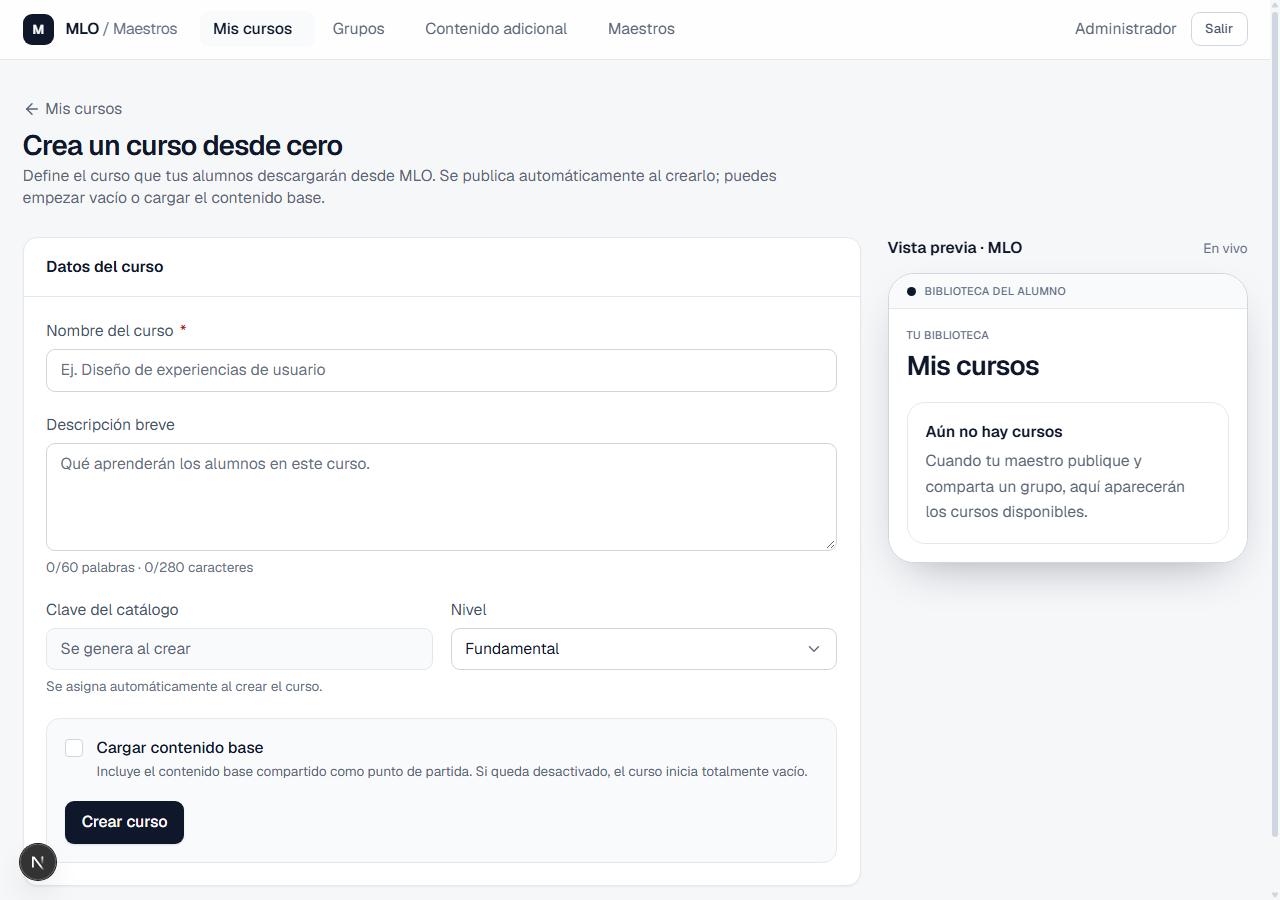 M MLO / Maestros Mis cursos Grupos Contenido adicional Maestros Administrador Salir
← Mis cursos
Crea un curso desde cero
Define el curso que tus alumnos descargarán desde MLO. Se publica automáticamente al crearlo; puedes
empezar vacío o cargar el contenido base.
Datos del curso
Nombre del curso *
Ej. Diseño de experiencias de usuario
Descripción breve
Qué aprenderán los alumnos en este curso.
0/60 palabras · 0/280 caracteres
Clave del catálogo
Se genera al crear
Se asigna automáticamente al crear el curso.
Nivel
Fundamental
Cargar contenido base
Incluye el contenido base compartido como punto de partida. Si queda desactivado, el curso inicia totalmente vacío.
Crear curso
N
Vista previa · MLO
En vivo
BIBLIOTECA DEL ALUMNO
TU BIBLIOTECA
Mis cursos
Aún no hay cursos
Cuando tu maestro publique y
comparta un grupo, aquí aparecerán
los cursos disponibles.